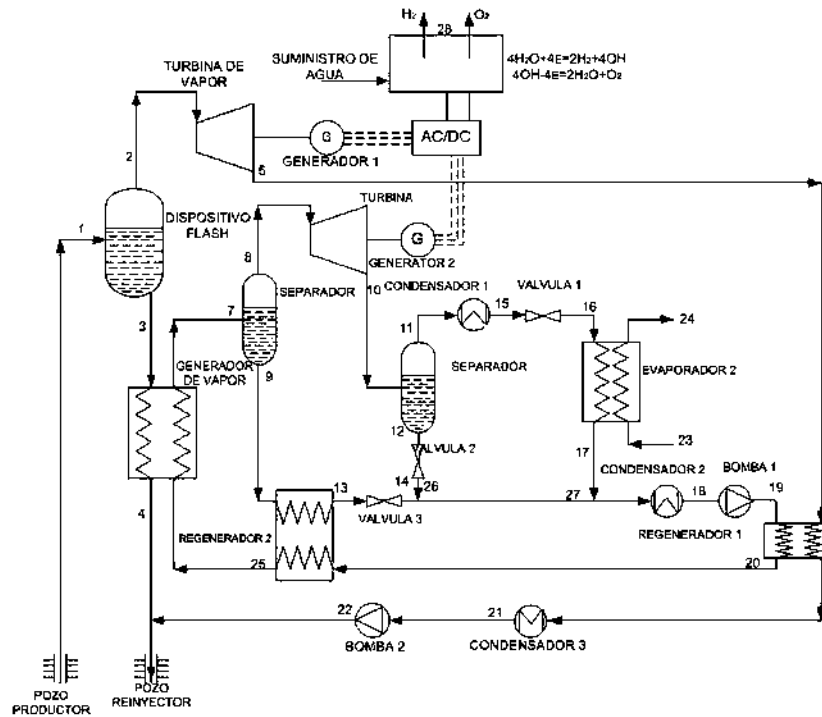 H₂ O₂
28
SUMINISTRO DE
AGUA
4H₂O+4E=2H₂+4OH
4OH-4E=2H₂O+O₂
TURBINA DE
VAPOR
AC/DC
G
GENERADOR 1
2
5
TURBINA
DISPOSITIVO
FLASH
1
G
GENERATOR 2
8
10
CONDENSADOR 1
VALVULA 1
SEPARADOR
7
15
16
3
11
24
SEPARADOR
EVAPORADOR 2
GENERADOR
DE VAPOR
9
12
VALVULA 2
17
23
CONDENSADOR 2
BOMBA 1
4
13
14
26
27
18
19
VALVULA 3
REGENERADOR 2
REGENERADOR 1
25
20
22
21
BOMBA 2
CONDENSADOR 3
POZO
PRODUCTOR
POZO
REINYECTOR